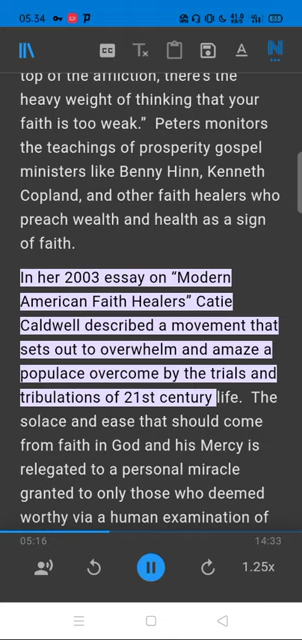 05.34
CC
Tx
A
N
top of the affliction, there's the
heavy weight of thinking that your
faith is too weak." Peters monitors
the teachings of prosperity gospel
ministers like Benny Hinn, Kenneth
Copland, and other faith healers who
preach wealth and health as a sign
of faith.
In her 2003 essay on “Modern
American Faith Healers” Catie
Caldwell described a movement that
sets out to overwhelm and amaze a
populace overcome by the trials and
tribulations of 21st century life. The
solace and ease that should come
from faith in God and his Mercy is
relegated to a personal miracle
granted to only those who deemed
worthy via a human examination of
05:16 14:33
1.25x